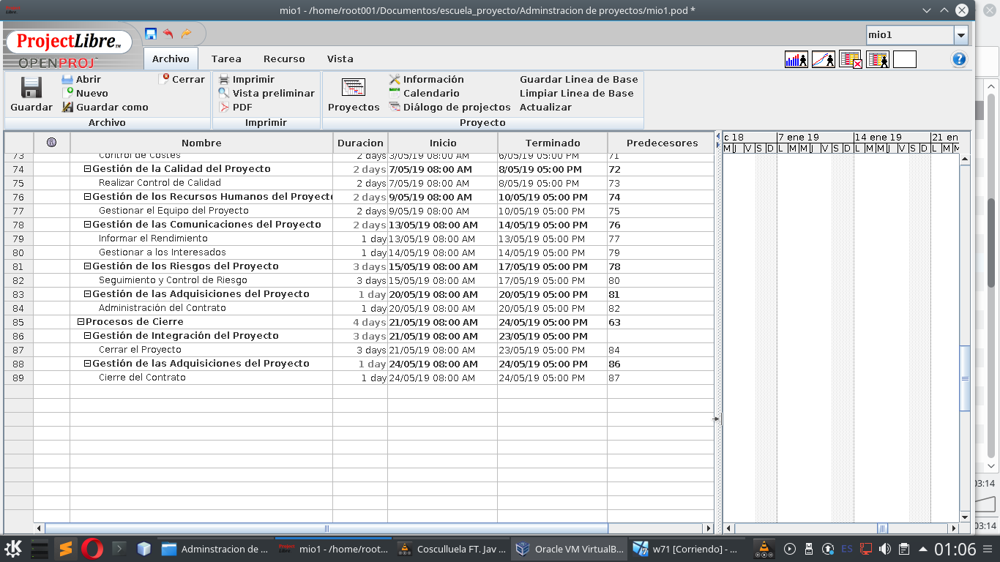 mio1 - /home/root001/Documentos/escuela_proyecto/Adminstracion de proyectos/mio1.pod *
ProjectLibre™
OPENPROJ
mio1
Archivo Tarea Recurso Vista
Guardar
Abrir
Nuevo
Guardar como
Cerrar
Archivo
Imprimir
Vista preliminar
PDF
Imprimir
Proyectos
Información
Calendario
Diálogo de projectos
Guardar Linea de Base
Limpiar Linea de Base
Actualizar
Proyecto
Nombre Duracion Inicio Terminado Predecesores
73 Control de Costes 2 days 3/05/19 08:00 AM 6/05/19 05:00 PM 71
74 Gestión de la Calidad del Proyecto 2 days 7/05/19 08:00 AM 8/05/19 05:00 PM 72
75 Realizar Control de Calidad 2 days 7/05/19 08:00 AM 8/05/19 05:00 PM 73
76 Gestión de los Recursos Humanos del Proyecto 2 days 9/05/19 08:00 AM 10/05/19 05:00 PM 74
77 Gestionar el Equipo del Proyecto 2 days 9/05/19 08:00 AM 10/05/19 05:00 PM 75
78 Gestión de las Comunicaciones del Proyecto 2 days 13/05/19 08:00 AM 14/05/19 05:00 PM 76
79 Informar el Rendimiento 1 day 13/05/19 08:00 AM 13/05/19 05:00 PM 77
80 Gestionar a los Interesados 1 day 14/05/19 08:00 AM 14/05/19 05:00 PM 79
81 Gestión de los Riesgos del Proyecto 3 days 15/05/19 08:00 AM 17/05/19 05:00 PM 78
82 Seguimiento y Control de Riesgo 3 days 15/05/19 08:00 AM 17/05/19 05:00 PM 80
83 Gestión de las Adquisiciones del Proyecto 1 day 20/05/19 08:00 AM 20/05/19 05:00 PM 81
84 Administración del Contrato 1 day 20/05/19 08:00 AM 20/05/19 05:00 PM 82
85 Procesos de Cierre 4 days 21/05/19 08:00 AM 24/05/19 05:00 PM 63
86 Gestión de Integración del Proyecto 3 days 21/05/19 08:00 AM 23/05/19 05:00 PM
87 Cerrar el Proyecto 3 days 21/05/19 08:00 AM 23/05/19 05:00 PM 84
88 Gestión de las Adquisiciones del Proyecto 1 day 24/05/19 08:00 AM 24/05/19 05:00 PM 86
89 Cierre del Contrato 1 day 24/05/19 08:00 AM 24/05/19 05:00 PM 87
c 18 7 ene 19 14 ene 19 21 en
M J V S D L M M J V S D L M M J V S D L M M
03:14
03:14
Adminstracion de ...
mio1 - /home/root...
Cosculluela FT. Jav ...
Oracle VM VirtualB...
w71 [Corriendo] - ...
ES
01:06